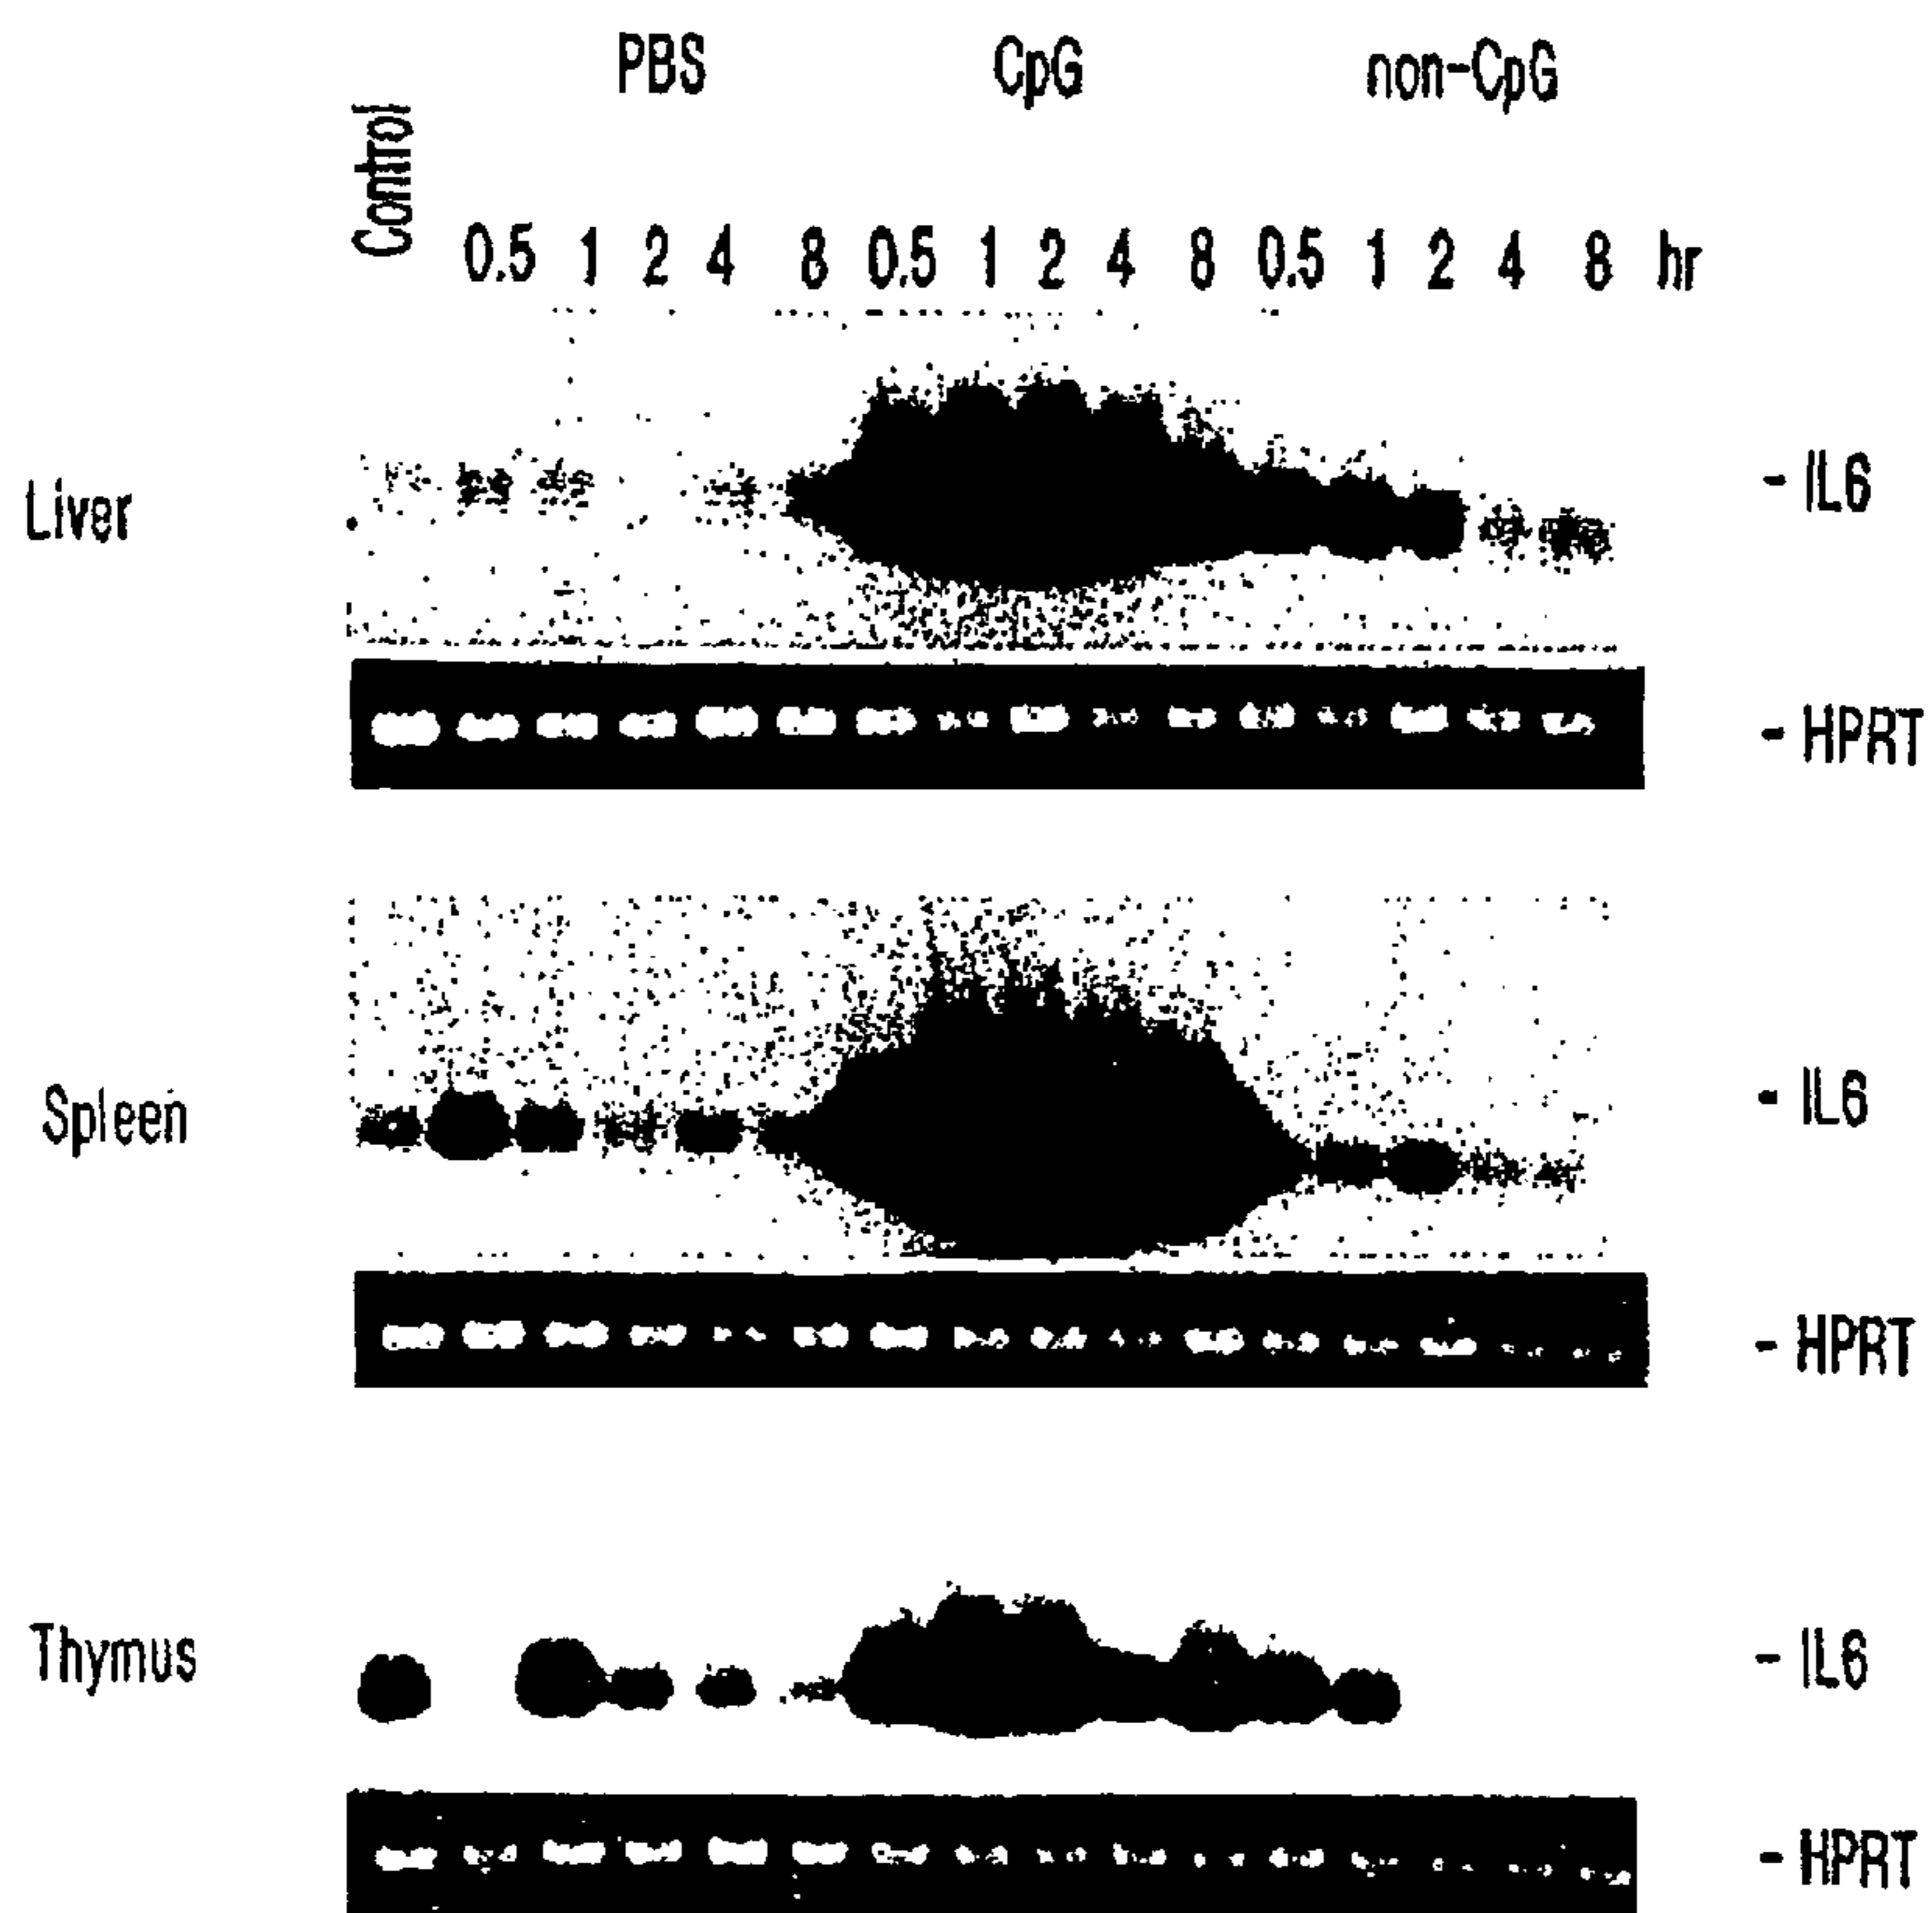 PBS CpG non-CpG
Control
0.5 1 2 4 8 0.5 1 2 4 8 0.5 1 2 4 8 hr
Liver
- IL6
- HPRT
Spleen
- IL6
- HPRT
Thymus
- IL6
- HPRT